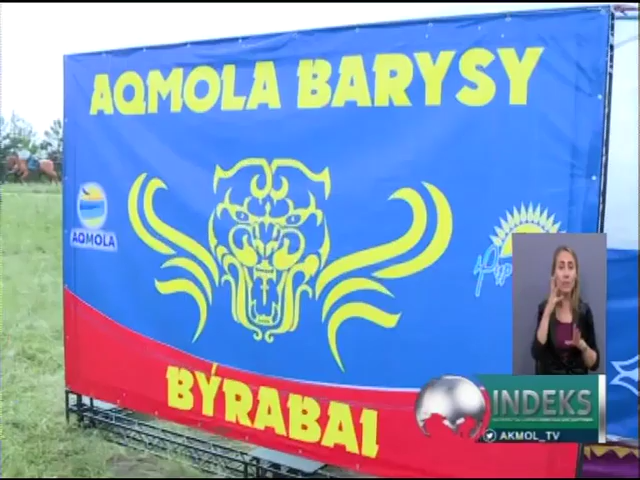 AQMOLA BARYSY
AQMOLA
BÝRABAI
INDEKS
AKMOL_TV